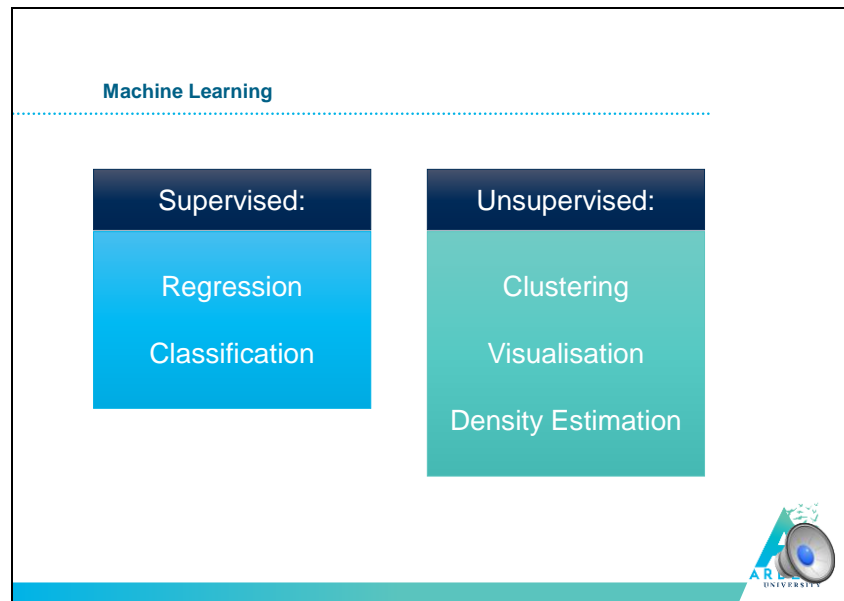 Machine Learning
Supervised:
Regression
Classification
Unsupervised:
Clustering
Visualisation
Density Estimation
UNIVERSITY